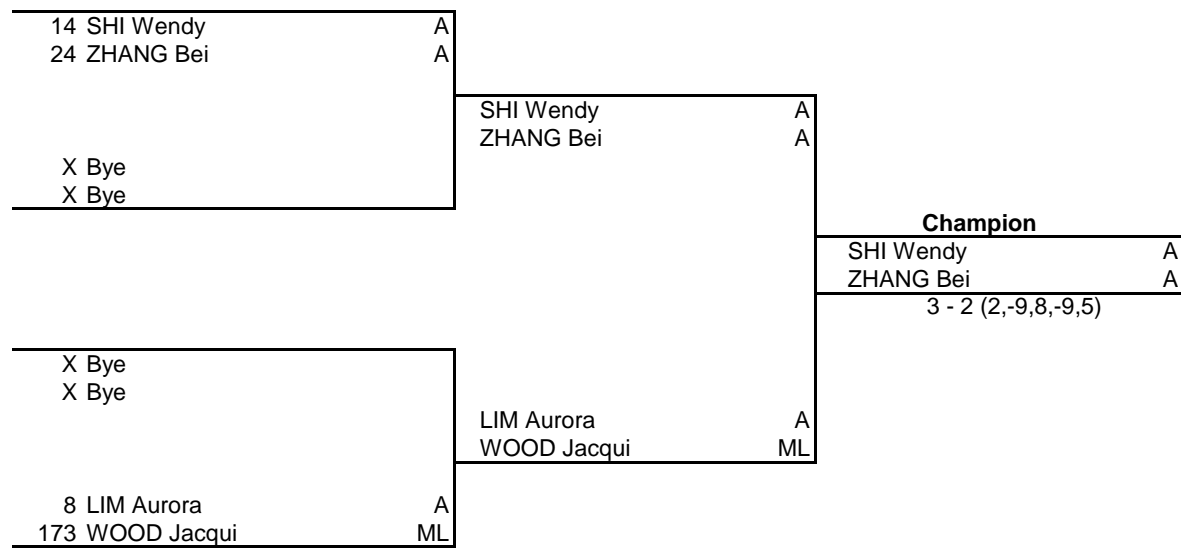 14 SHI Wendy A
24 ZHANG Bei A
SHI Wendy A
ZHANG Bei A
X Bye
X Bye
Champion
SHI Wendy A
ZHANG Bei A
3 - 2 (2,-9,8,-9,5)
X Bye
X Bye
LIM Aurora A
WOOD Jacqui ML
8 LIM Aurora A
173 WOOD Jacqui ML